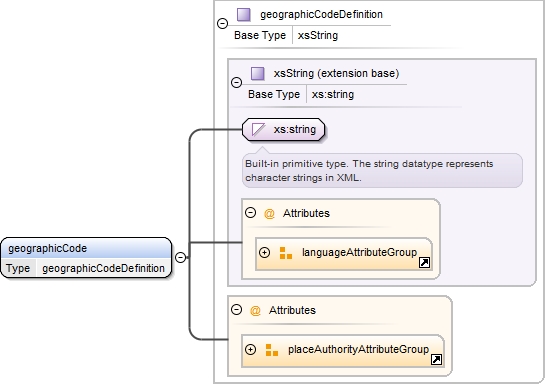 geographicCodeDefinition
Base Type xsString
xsString (extension base)
Base Type xs:string
xs:string
Built-in primitive type. The string datatype represents
character strings in XML.
@ Attributes
languageAttributeGroup
geographicCode
Type geographicCodeDefinition
@ Attributes
placeAuthorityAttributeGroup